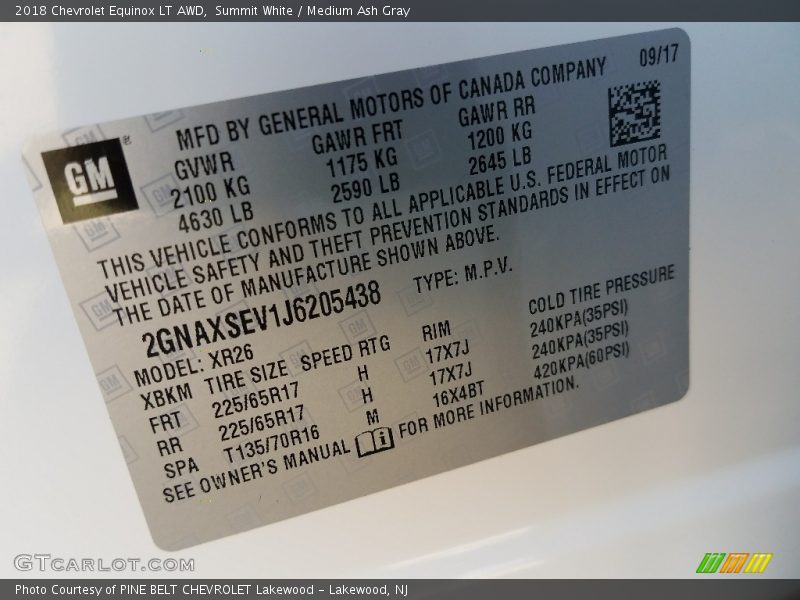 2018 Chevrolet Equinox LT AWD, Summit White / Medium Ash Gray
09/17
MFD BY GENERAL MOTORS OF CANADA COMPANY
GM ®
GVWR GAWR FRT GAWR RR
2100 KG 1175 KG 1200 KG
4630 LB 2590 LB 2645 LB
THIS VEHICLE CONFORMS TO ALL APPLICABLE U.S. FEDERAL MOTOR
VEHICLE SAFETY AND THEFT PREVENTION STANDARDS IN EFFECT ON
THE DATE OF MANUFACTURE SHOWN ABOVE.
2GNAXSEV1J6205438 TYPE: M.P.V.
MODEL: XR26
XBKM TIRE SIZE SPEED RTG RIM COLD TIRE PRESSURE
FRT 225/65R17 H 17X7J 240KPA(35PSI)
RR 225/65R17 H 17X7J 240KPA(35PSI)
SPA T135/70R16 M 16X4BT 420KPA(60PSI)
SEE OWNER'S MANUAL i FOR MORE INFORMATION.
GTcarlot.com
Photo Courtesy of PINE BELT CHEVROLET Lakewood - Lakewood, NJ